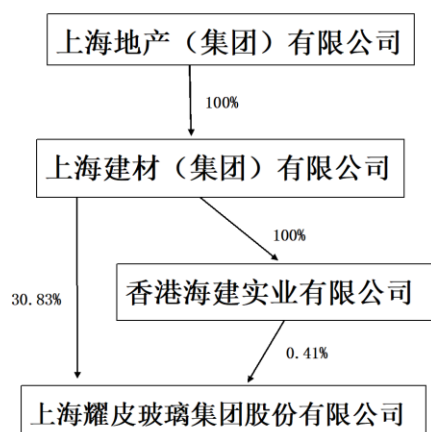 上海地产（集团）有限公司
100%
上海建材（集团）有限公司
100%
30.83%
香港海建实业有限公司
0.41%
上海耀皮玻璃集团股份有限公司